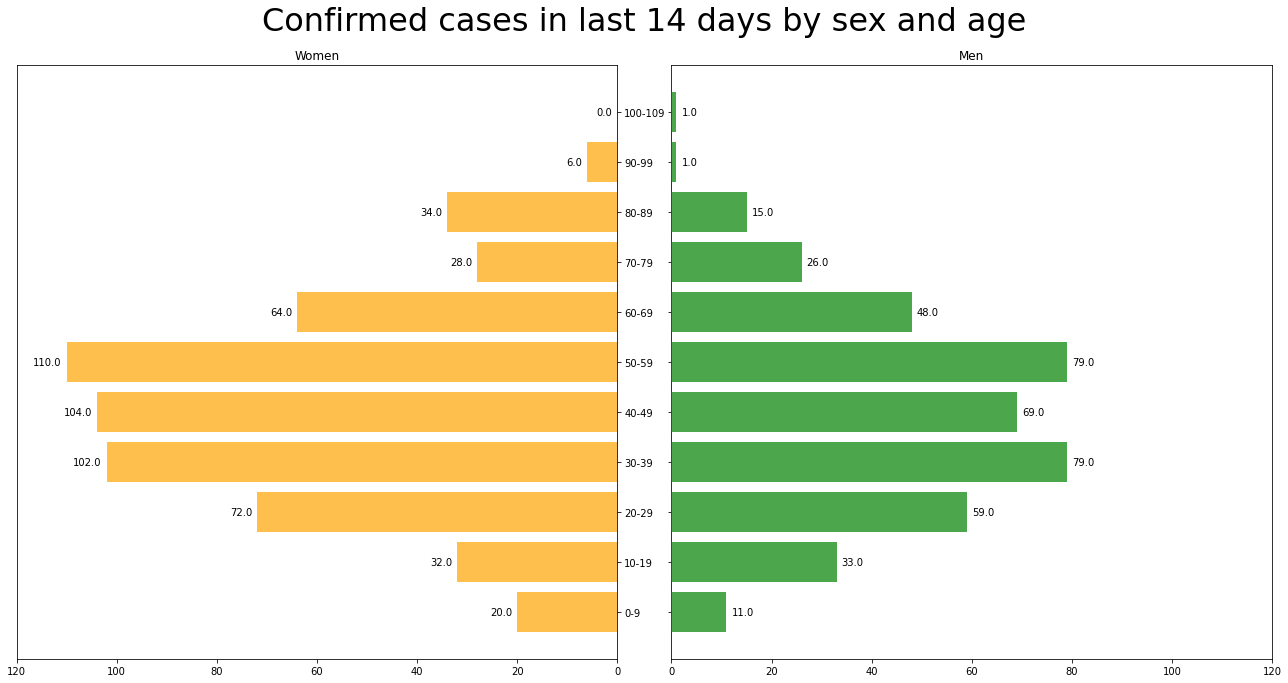 Confirmed cases in last 14 days by sex and age
Women Men
0.0 100-109 1.0
6.0 90-99 1.0
34.0 80-89 15.0
28.0 70-79 26.0
64.0 60-69 48.0
110.0 50-59 79.0
104.0 40-49 69.0
102.0 30-39 79.0
72.0 20-29 59.0
32.0 10-19 33.0
20.0 0-9 11.0
120 100 80 60 40 20 0 0 20 40 60 80 100 120